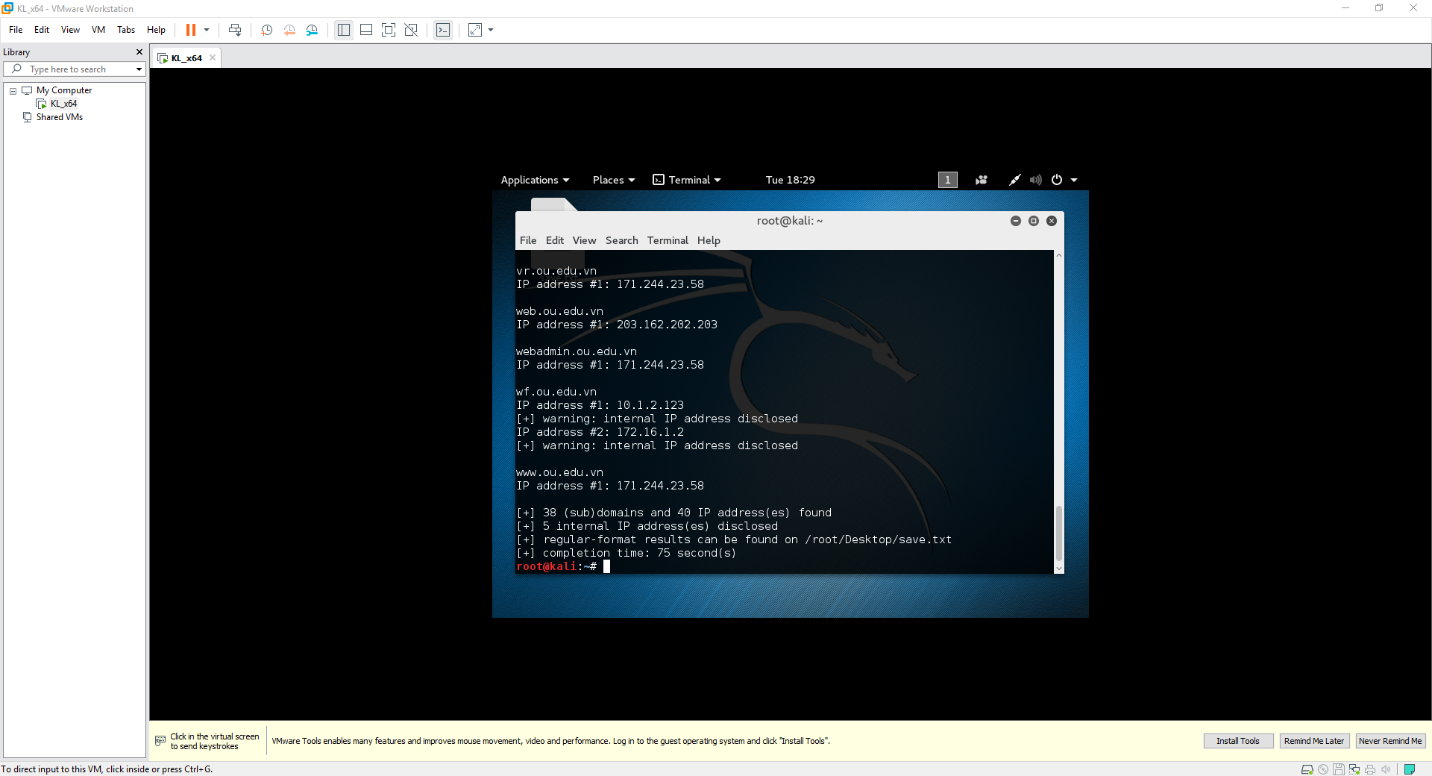 KL_x64 - VMware Workstation
File Edit View VM Tabs Help
Library
Type here to search
My Computer
KL_x64
Shared VMs
KL_x64
Applications Places Terminal Tue 18:29 1
root@kali: ~
File Edit View Search Terminal Help
vr.ou.edu.vn
IP address #1: 171.244.23.58
web.ou.edu.vn
IP address #1: 203.162.202.203
webadmin.ou.edu.vn
IP address #1: 171.244.23.58
wf.ou.edu.vn
IP address #1: 10.1.2.123
[+] warning: internal IP address disclosed
IP address #2: 172.16.1.2
[+] warning: internal IP address disclosed
www.ou.edu.vn
IP address #1: 171.244.23.58
[+] 38 (sub)domains and 40 IP address(es) found
[+] 5 internal IP address(es) disclosed
[+] regular-format results can be found on /root/Desktop/save.txt
[+] completion time: 75 second(s)
root@kali:~#
Click in the virtual screen
to send keystrokes
VMware Tools enables many features and improves mouse movement, video and performance. Log in to the guest operating system and click "Install Tools".
Install Tools Remind Me Later Never Remind Me
To direct input to this VM, click inside or press Ctrl+G.